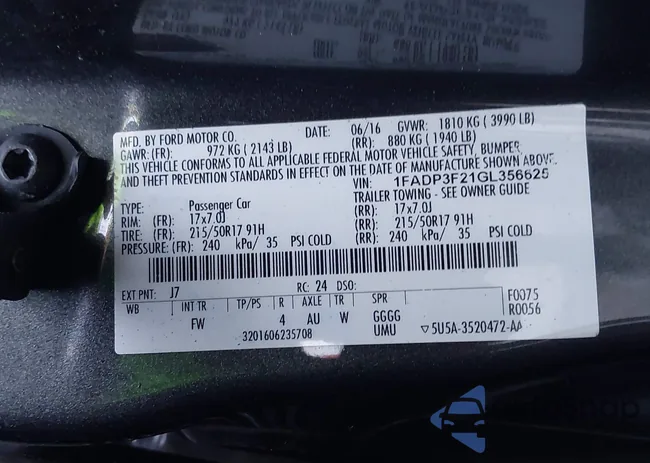 MFD. BY FORD MOTOR CO.
DATE: 06/16 GVWR: 1810 KG ( 3990 LB)
GAWR: (FR): 972 KG ( 2143 LB) (RR): 880 KG ( 1940 LB)
THIS VEHICLE CONFORMS TO ALL APPLICABLE FEDERAL MOTOR VEHICLE SAFETY, BUMPER,
AND THEFT PREVENTION STANDARDS IN EFFECT ON THE DATE OF MANUFACTURE SHOWN ABOVE.
VIN: 1FADP3F21GL356625
TYPE: Passenger Car TRAILER TOWING - SEE OWNER GUIDE
RIM: (FR): 17x7.0J (RR): 17x7.0J
TIRE: (FR): 215/50R17 91H (RR): 215/50R17 91H
PRESSURE: (FR): 240 kPa/ 35 PSI COLD (RR): 240 kPa/ 35 PSI COLD
EXT PNT: J7 RC: 24 DSO:
WB INT TR TP/PS R AXLE TR SPR
F0075
R0056
FW 4 AU W GGGG
UMU
3201606235708
▽5U5A-3520472-AA